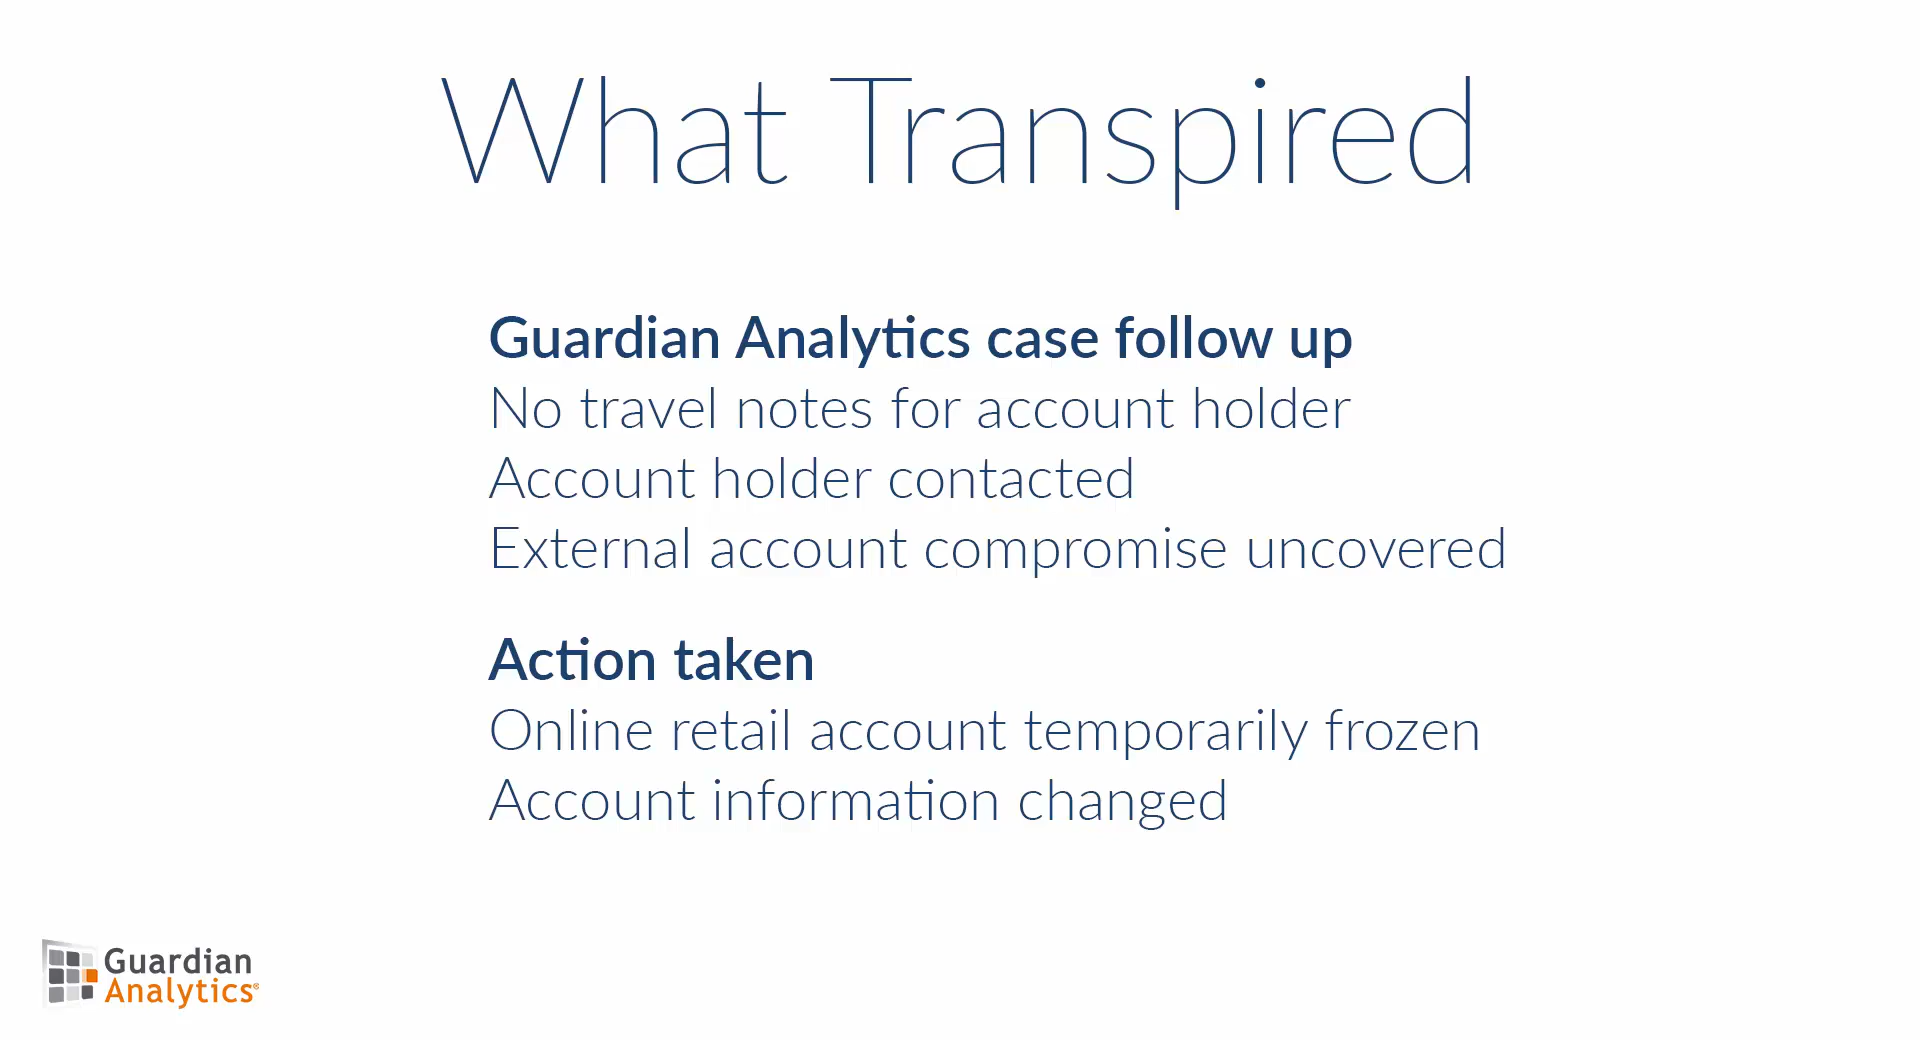 What Transpired
Guardian Analytics case follow up
No travel notes for account holder
Account holder contacted
External account compromise uncovered
Action taken
Online retail account temporarily frozen
Account information changed
Guardian
Analytics®